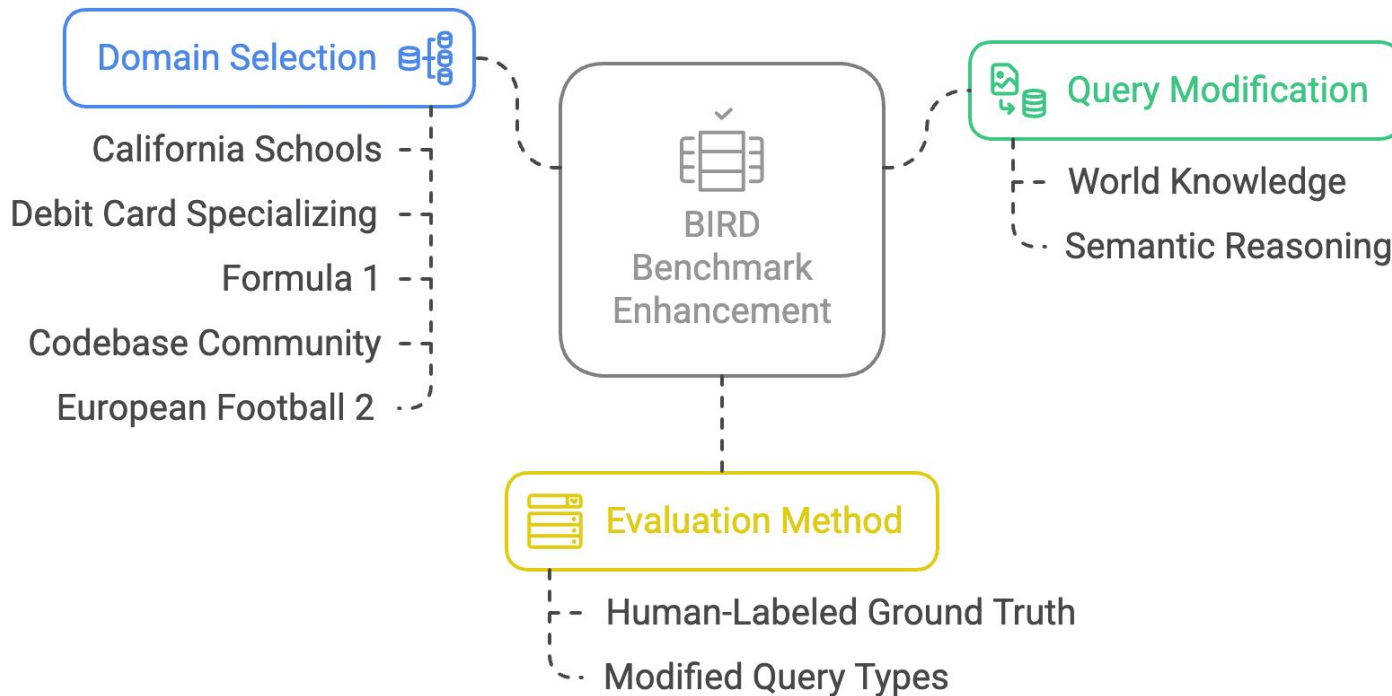 Domain Selection
California Schools
Debit Card Specializing
Formula 1
Codebase Community
European Football 2
BIRD
Benchmark
Enhancement
Query Modification
World Knowledge
Semantic Reasoning
Evaluation Method
Human-Labeled Ground Truth
Modified Query Types